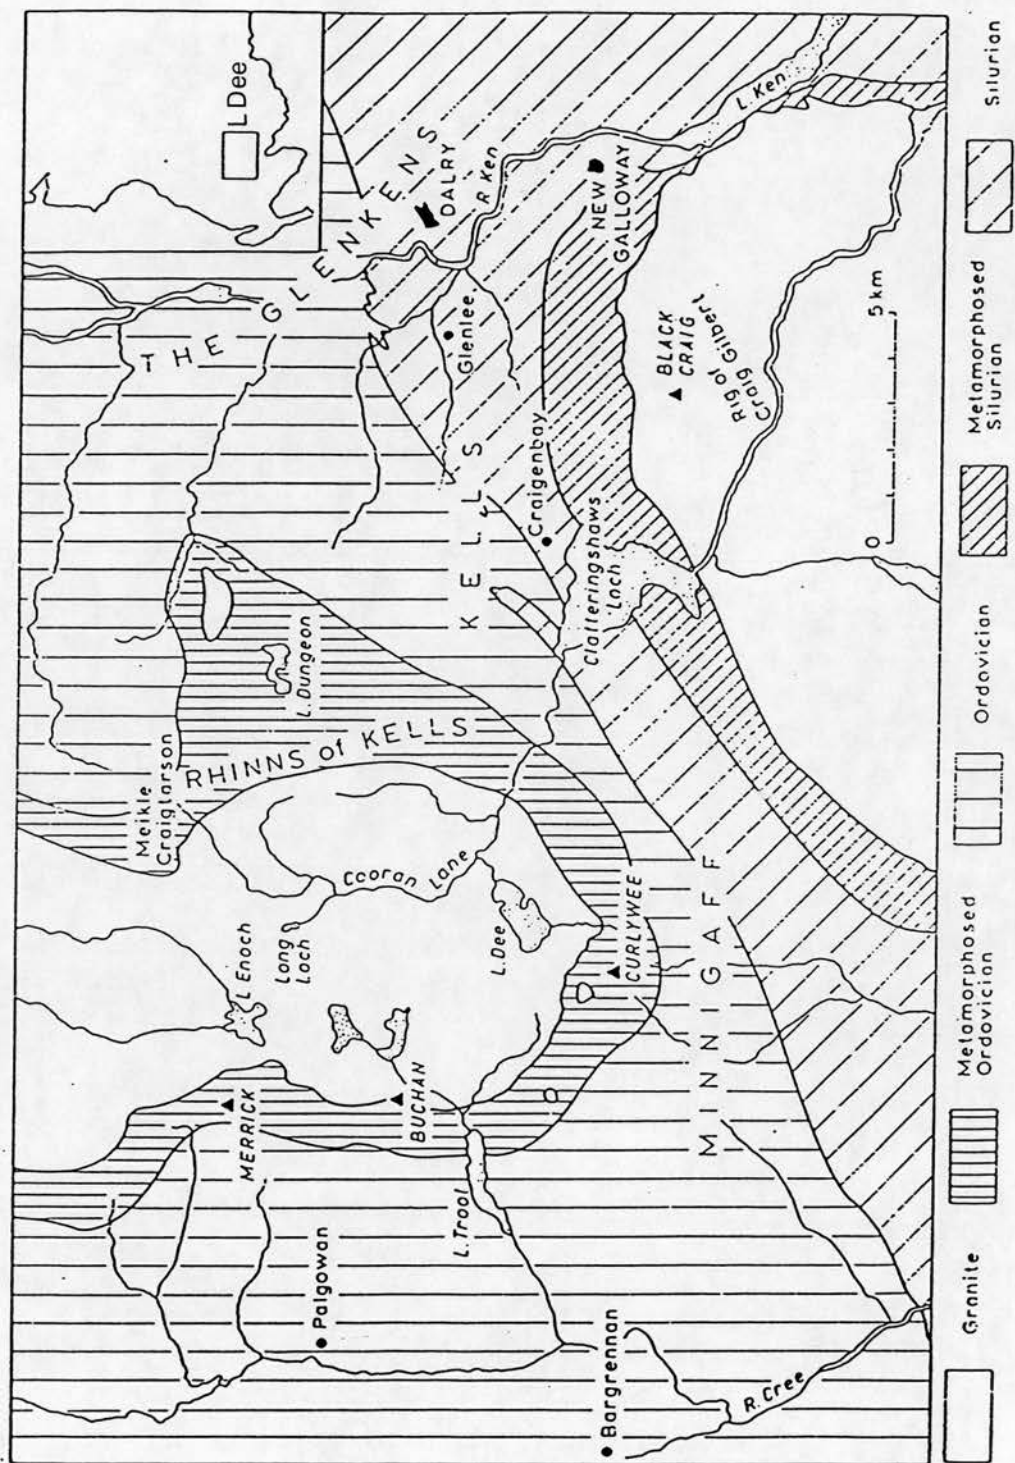 L Dee
THE GLENKENS
DALRY
R Ken
L. Ken
NEW
GALLOWAY
Glenlee
KELLS
Craigenbay
BLACK
CRAIG
Rig of
Craig Gilbert
Clatteringshaws
Loch
L. Dungeon
RHINNS of KELLS
Meikle
Craiglarson
Cooran Lane
L Enoch
Long
Loch
L. Dee
CURLYWEE
MERRICK
BUCHAN
MINNIGAFF
L. Trool
Palgowan
Bargrennan
R. Cree
0
5 km
Granite
Metamorphosed
Ordovician
Ordovician
Metamorphosed
Silurian
Silurian